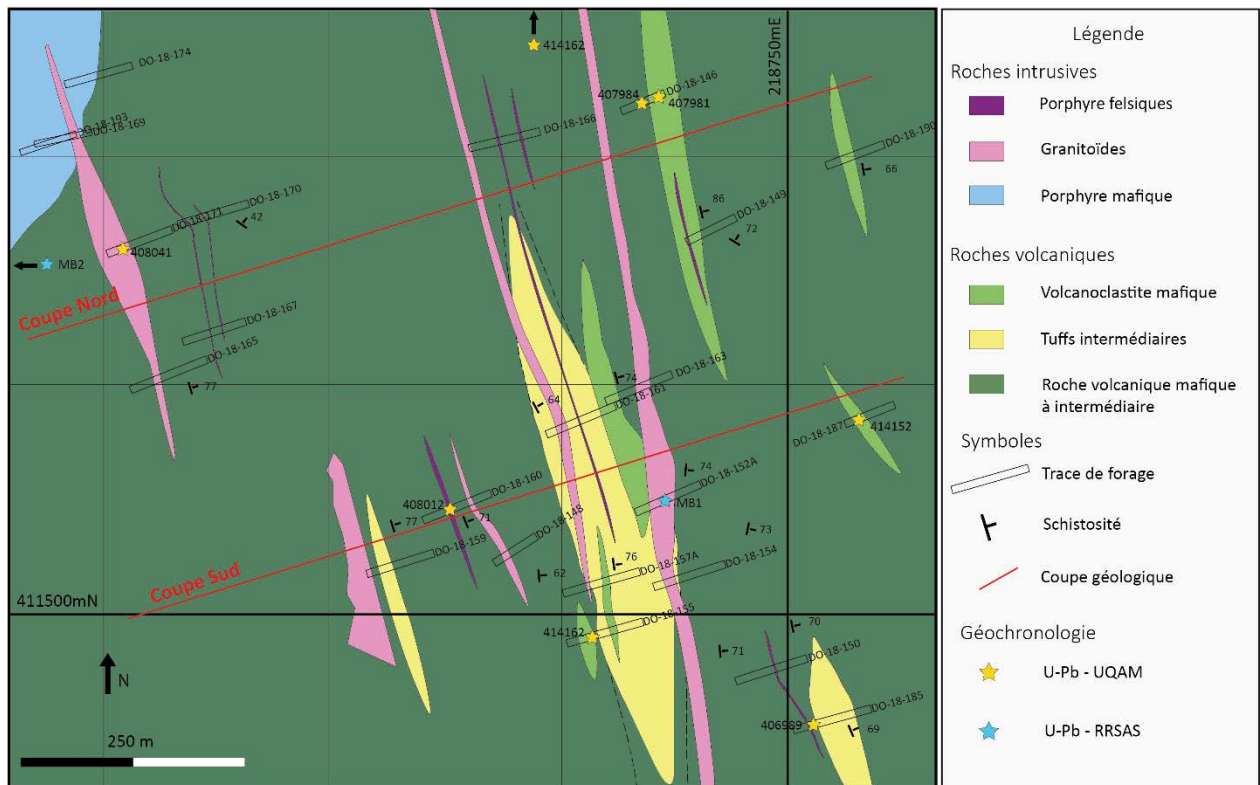 DO-18-174
414162
218750mE
DO-18-146
407984
407981
DO-18-193
DO-18-169
DO-18-166
DO-18-190
66
DO-18-170
DO-18-171
42
408041
86
DO-18-149
72
MB2
Coupe Nord
DO-18-167
DO-18-165
77
74
DO-18-163
64
DO-18-161
DO-18-187
414152
74
DO-18-152A
DO-18-160
408012
77
71
MB1
DO-18-148
73
DO-18-159
76
DO-18-157A
DO-18-154
62
Coupe Sud
411500mN
DO-18-155
414162
70
71
DO-18-150
DO-18-185
406989
69
N
250 m
Légende
Roches intrusives
Porphyre felsiques
Granitoïdes
Porphyre mafique
Roches volcaniques
Volcanoclastite mafique
Tuffs intermédiaires
Roche volcanique mafique
à intermédiaire
Symboles
Trace de forage
Schistosité
Coupe géologique
Géochronologie
U-Pb - UQAM
U-Pb - RRSAS